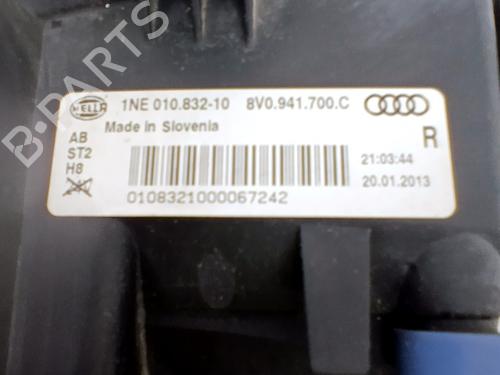 HELLA
1NE 010.832-10 8V0.941.700.C
Made in Slovenia
AB
ST2
H8
R
21:03:44
20.01.2013
0108321000067242
B-PARTS